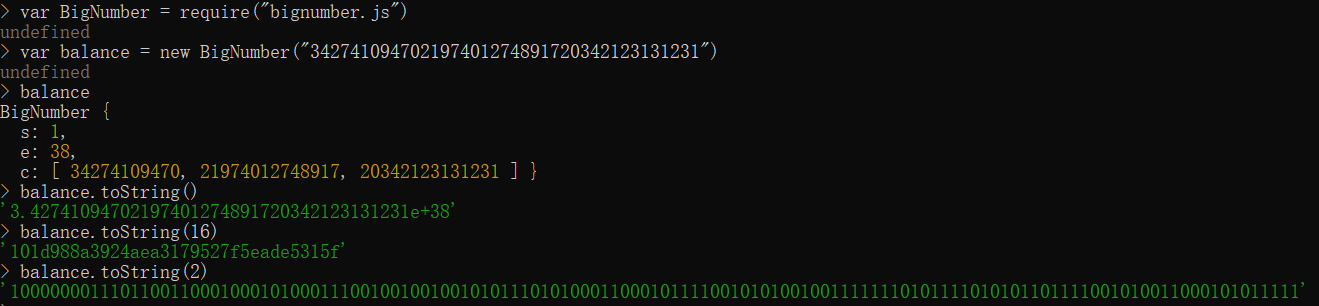 > var BigNumber = require("bignumber.js")
undefined
> var balance = new BigNumber("342741094702197401274891720342123131231")
undefined
> balance
BigNumber {
s: 1,
e: 38,
c: [ 34274109470, 21974012748917, 20342123131231 ] }
> balance.toString()
'3.42741094702197401274891720342123131231e+38'
> balance.toString(16)
'101d988a3924aea3179527f5eade5315f'
> balance.toString(2)
'100000001110110011000100010100011100100100100101011101010001100010111100101010010011111110101111010101101111001010011000101011111'